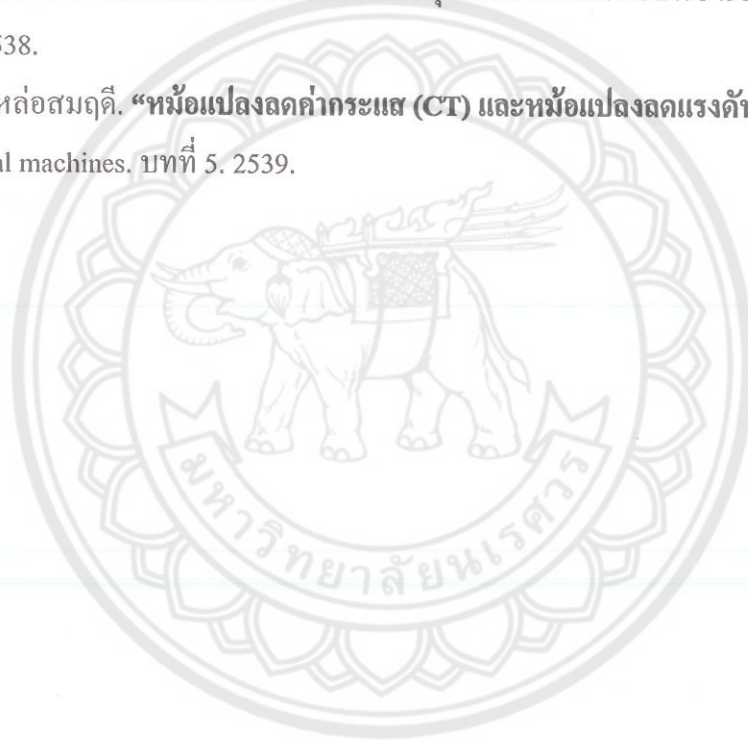 538.
หล่อสมฤดี. “หม้อแปลงลดค่ากระแส (CT) และหม้อแปลงลดแรงดัน
al machines. บทที่ 5. 2539.
มหาวิทยาลัยนเรศวร